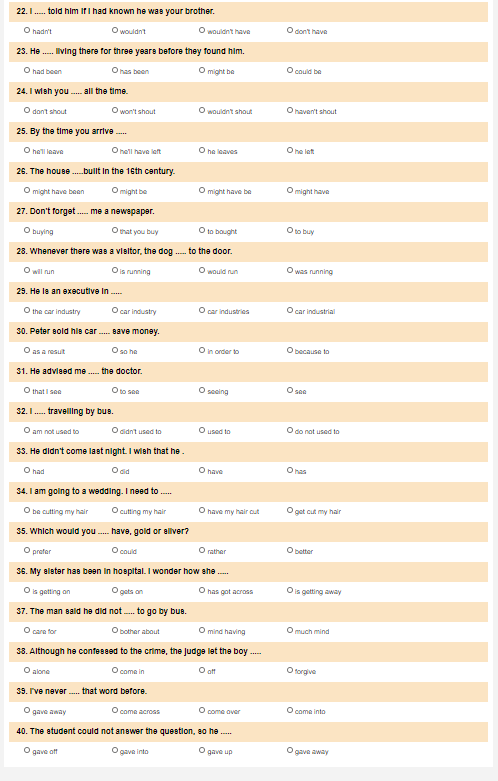 22. I ..... told him if I had known he was your brother.
hadn't wouldn't wouldn't have don't have
23. He ..... living there for three years before they found him.
had been has been might be could be
24. I wish you ..... all the time.
don't shout won't shout wouldn't shout haven't shout
25. By the time you arrive .....
he'll leave he'll have left he leaves he left
26. The house .....built in the 16th century.
might have been might be might have be might have
27. Don't forget ..... me a newspaper.
buying that you buy to bought to buy
28. Whenever there was a visitor, the dog ..... to the door.
will run is running would run was running
29. He is an executive in .....
the car industry car industry car industries car industrial
30. Peter sold his car ..... save money.
as a result so he in order to because to
31. He advised me ..... the doctor.
that I see to see seeing see
32. I ..... travelling by bus.
am not used to didn't used to used to do not used to
33. He didn't come last night. I wish that he .
had did have has
34. I am going to a wedding. I need to .....
be cutting my hair cutting my hair have my hair cut get cut my hair
35. Which would you ..... have, gold or silver?
prefer could rather better
36. My sister has been in hospital. I wonder how she .....
is getting on gets on has got across is getting away
37. The man said he did not ..... to go by bus.
care for bother about mind having much mind
38. Although he confessed to the crime, the judge let the boy .....
alone come in off forgive
39. I've never ..... that word before.
gave away come across come over come into
40. The student could not answer the question, so he .....
gave off gave into gave up gave away